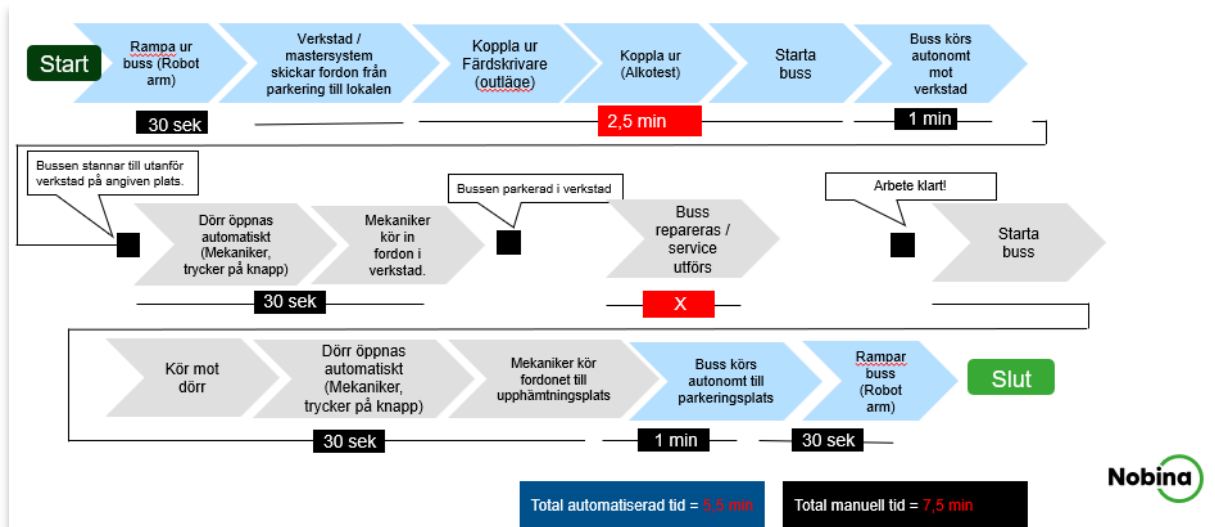 Start
Rampa ur
buss (Robot
arm)
Verkstad /
mastersystem
skickar fordon från
parkering till lokalen
Koppla ur
Färdskrivare
(outläge)
Koppla ur
(Alkotest)
Starta
buss
Buss körs
autonomt
mot
verkstad
30 sek
2,5 min
1 min
Bussen stannar till utanför
verkstad på angiven plats.
Dörr öppnas
automatiskt
(Mekaniker,
trycker på knapp)
Mekaniker
kör in
fordon i
verkstad.
Bussen parkerad i verkstad
Buss
repareras /
service
utförs
Arbete klart!
Starta
buss
30 sek
X
Kör mot
dörr
Dörr öppnas
automatiskt
(Mekaniker,
trycker på knapp)
Mekaniker kör
fordonet till
upphämtningsplats
Buss körs
autonomt till
parkeringsplats
Rampar
buss
(Robot
arm)
Slut
30 sek
1 min
30 sek
Total automatiserad tid = 5,5 min
Total manuell tid = 7,5 min
Nobina